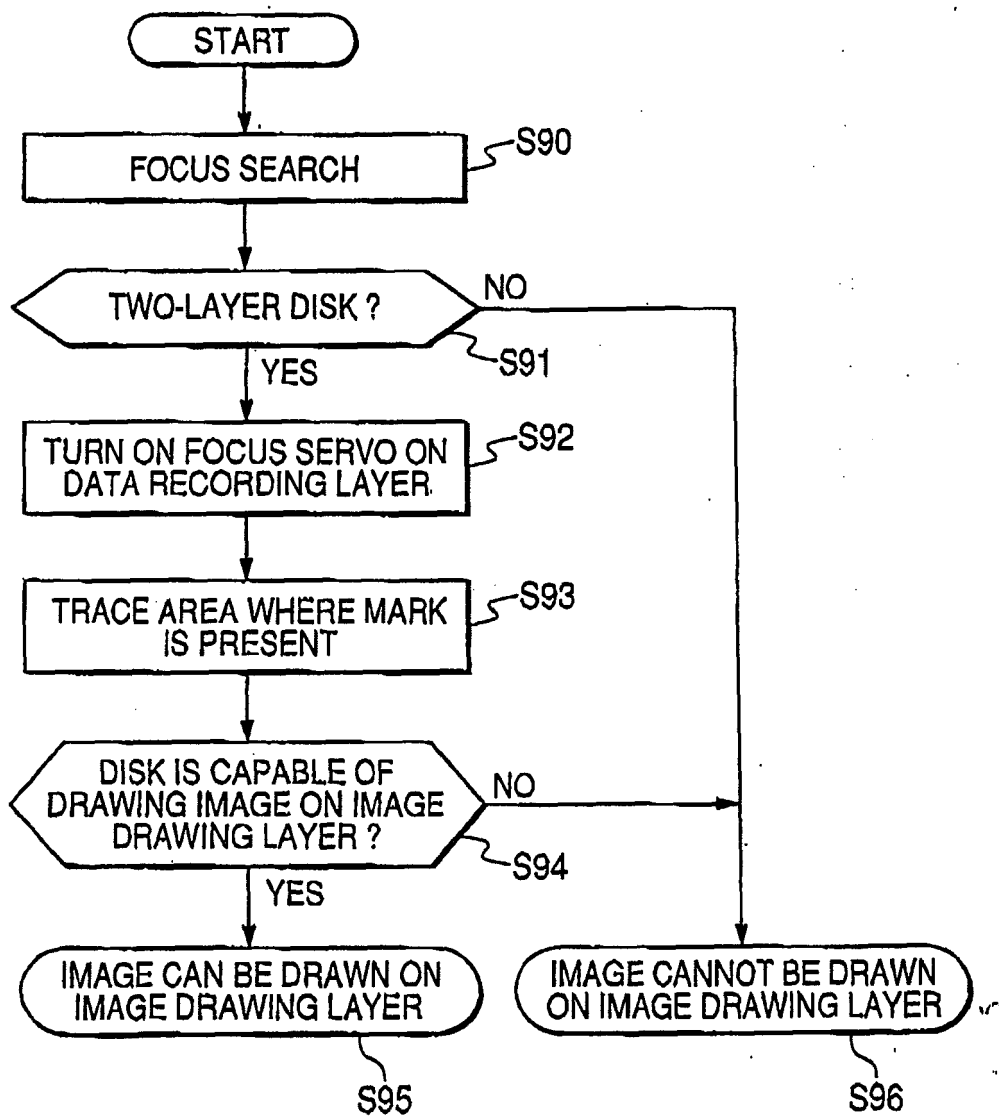 START
FOCUS SEARCH
S90
TWO-LAYER DISK ?
NO
S91
YES
TURN ON FOCUS SERVO ON
DATA RECORDING LAYER
S92
TRACE AREA WHERE MARK
IS PRESENT
S93
DISK IS CAPABLE OF
DRAWING IMAGE ON IMAGE
DRAWING LAYER ?
NO
S94
YES
IMAGE CAN BE DRAWN ON
IMAGE DRAWING LAYER
S95
IMAGE CANNOT BE DRAWN
ON IMAGE DRAWING LAYER
S96